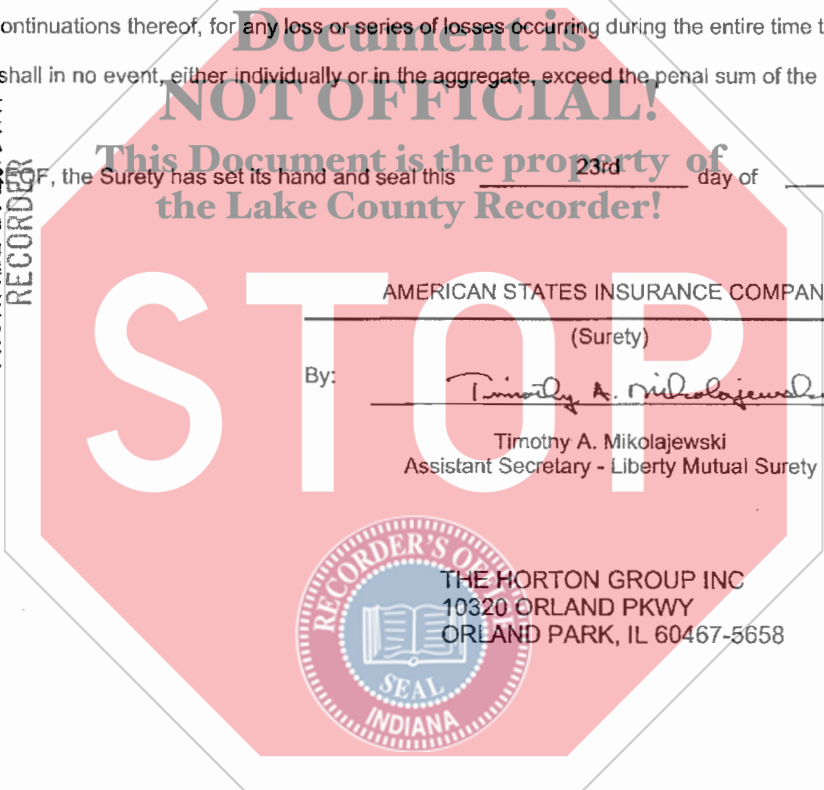 ontinuations thereof, for any loss or series of losses occurring during the entire time t
Document is
shall in no event, either individually or in the aggregate, exceed the penal sum of the
NOT OFFICIAL!
This Document is the property of
EOF, the Surety has set its hand and seal this 23rd day of
the Lake County Recorder!
RECORDER
STOP
AMERICAN STATES INSURANCE COMPAN
(Surety)
By: Timothy A. Mikolajewski
Timothy A. Mikolajewski
Assistant Secretary - Liberty Mutual Surety
RECORDER'S OFFICE
THE HORTON GROUP INC
10320 ORLAND PKWY
ORLAND PARK, IL 60467-5658
SEAL
INDIANA